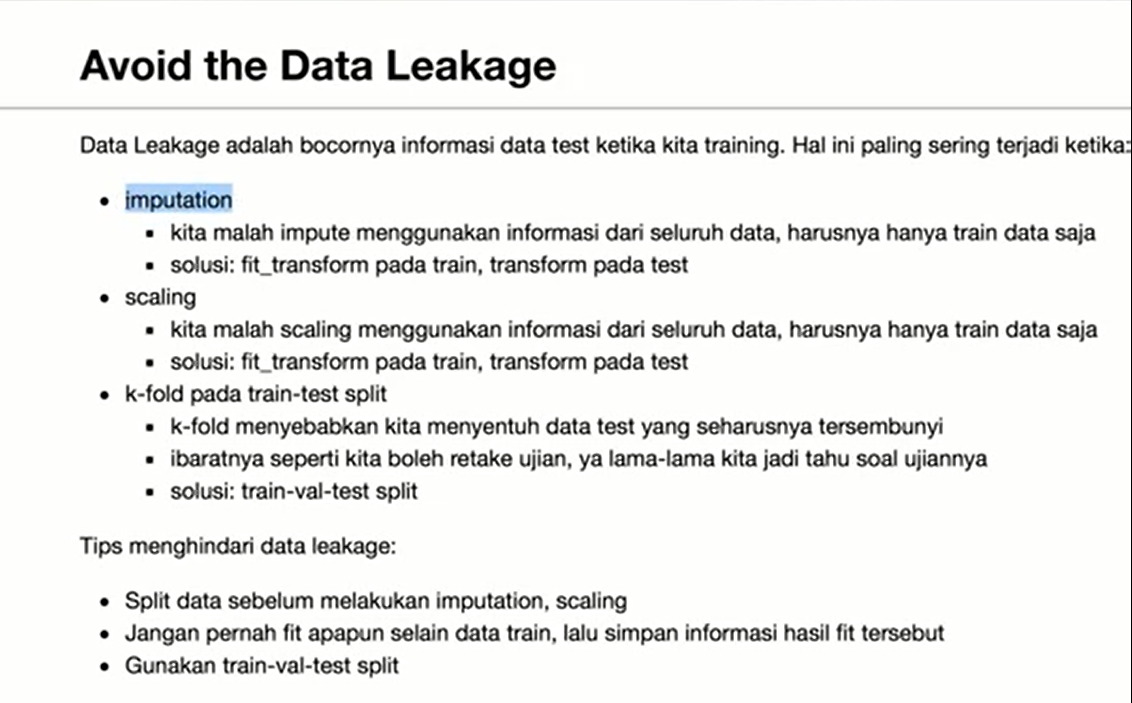 Avoid the Data Leakage
Data Leakage adalah bocornya informasi data test ketika kita training. Hal ini paling sering terjadi ketika:
• imputation
▪ kita malah impute menggunakan informasi dari seluruh data, harusnya hanya train data saja
▪ solusi: fit_transform pada train, transform pada test
• scaling
▪ kita malah scaling menggunakan informasi dari seluruh data, harusnya hanya train data saja
▪ solusi: fit_transform pada train, transform pada test
• k-fold pada train-test split
▪ k-fold menyebabkan kita menyentuh data test yang seharusnya tersembunyi
▪ ibaratnya seperti kita boleh retake ujian, ya lama-lama kita jadi tahu soal ujiannya
▪ solusi: train-val-test split
Tips menghindari data leakage:
• Split data sebelum melakukan imputation, scaling
• Jangan pernah fit apapun selain data train, lalu simpan informasi hasil fit tersebut
• Gunakan train-val-test split